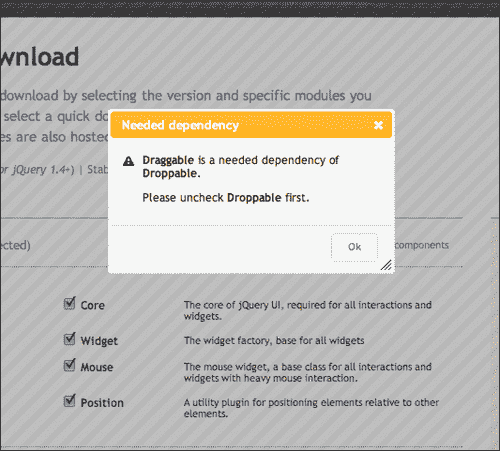 wnload
download by selecting the version and specific modules you
select a quick do
es are also hosted
or jQuery 1.4+) | Stab
Needed dependency
Draggable is a needed dependency of
Droppable.
Please uncheck Droppable first.
Ok
ected)
components
Core
The core of jQuery UI, required for all interactions and
widgets.
Widget
The widget factory, base for all widgets
Mouse
The mouse widget, a base class for all interactions and
widgets with heavy mouse interaction.
Position
A utility plugin for positioning elements relative to other
elements.